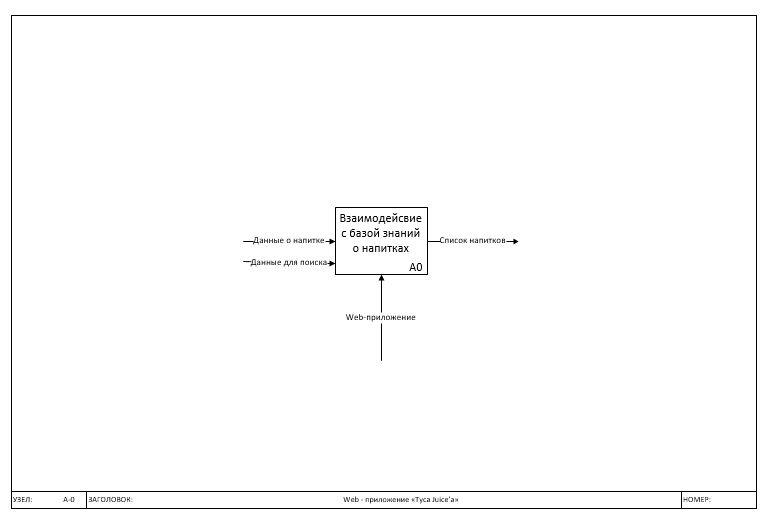 Взаимодейсвие
с базой знаний
о напитках
A0
Данные о напитке
Данные для поиска
Список напитков
Web-приложение
УЗЕЛ: A-0 ЗАГОЛОВОК: Web - приложение «Туса Juice'а» НОМЕР: